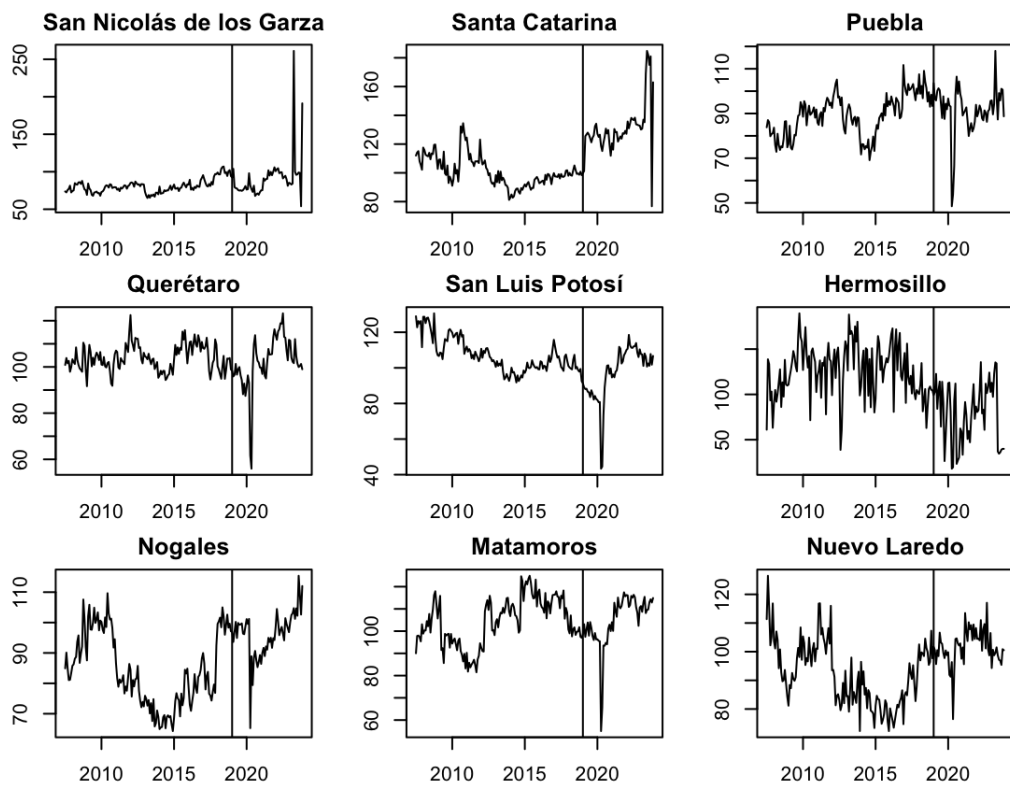 San Nicolás de los Garza
Santa Catarina
Puebla
50 150 250
2010 2015 2020
80 120 160
2010 2015 2020
50 70 90 110
2010 2015 2020
Querétaro
San Luis Potosí
Hermosillo
60 80 100
2010 2015 2020
40 80 120
2010 2015 2020
50 100
2010 2015 2020
Nogales
Matamoros
Nuevo Laredo
70 90 110
2010 2015 2020
60 80 100
2010 2015 2020
80 100 120
2010 2015 2020